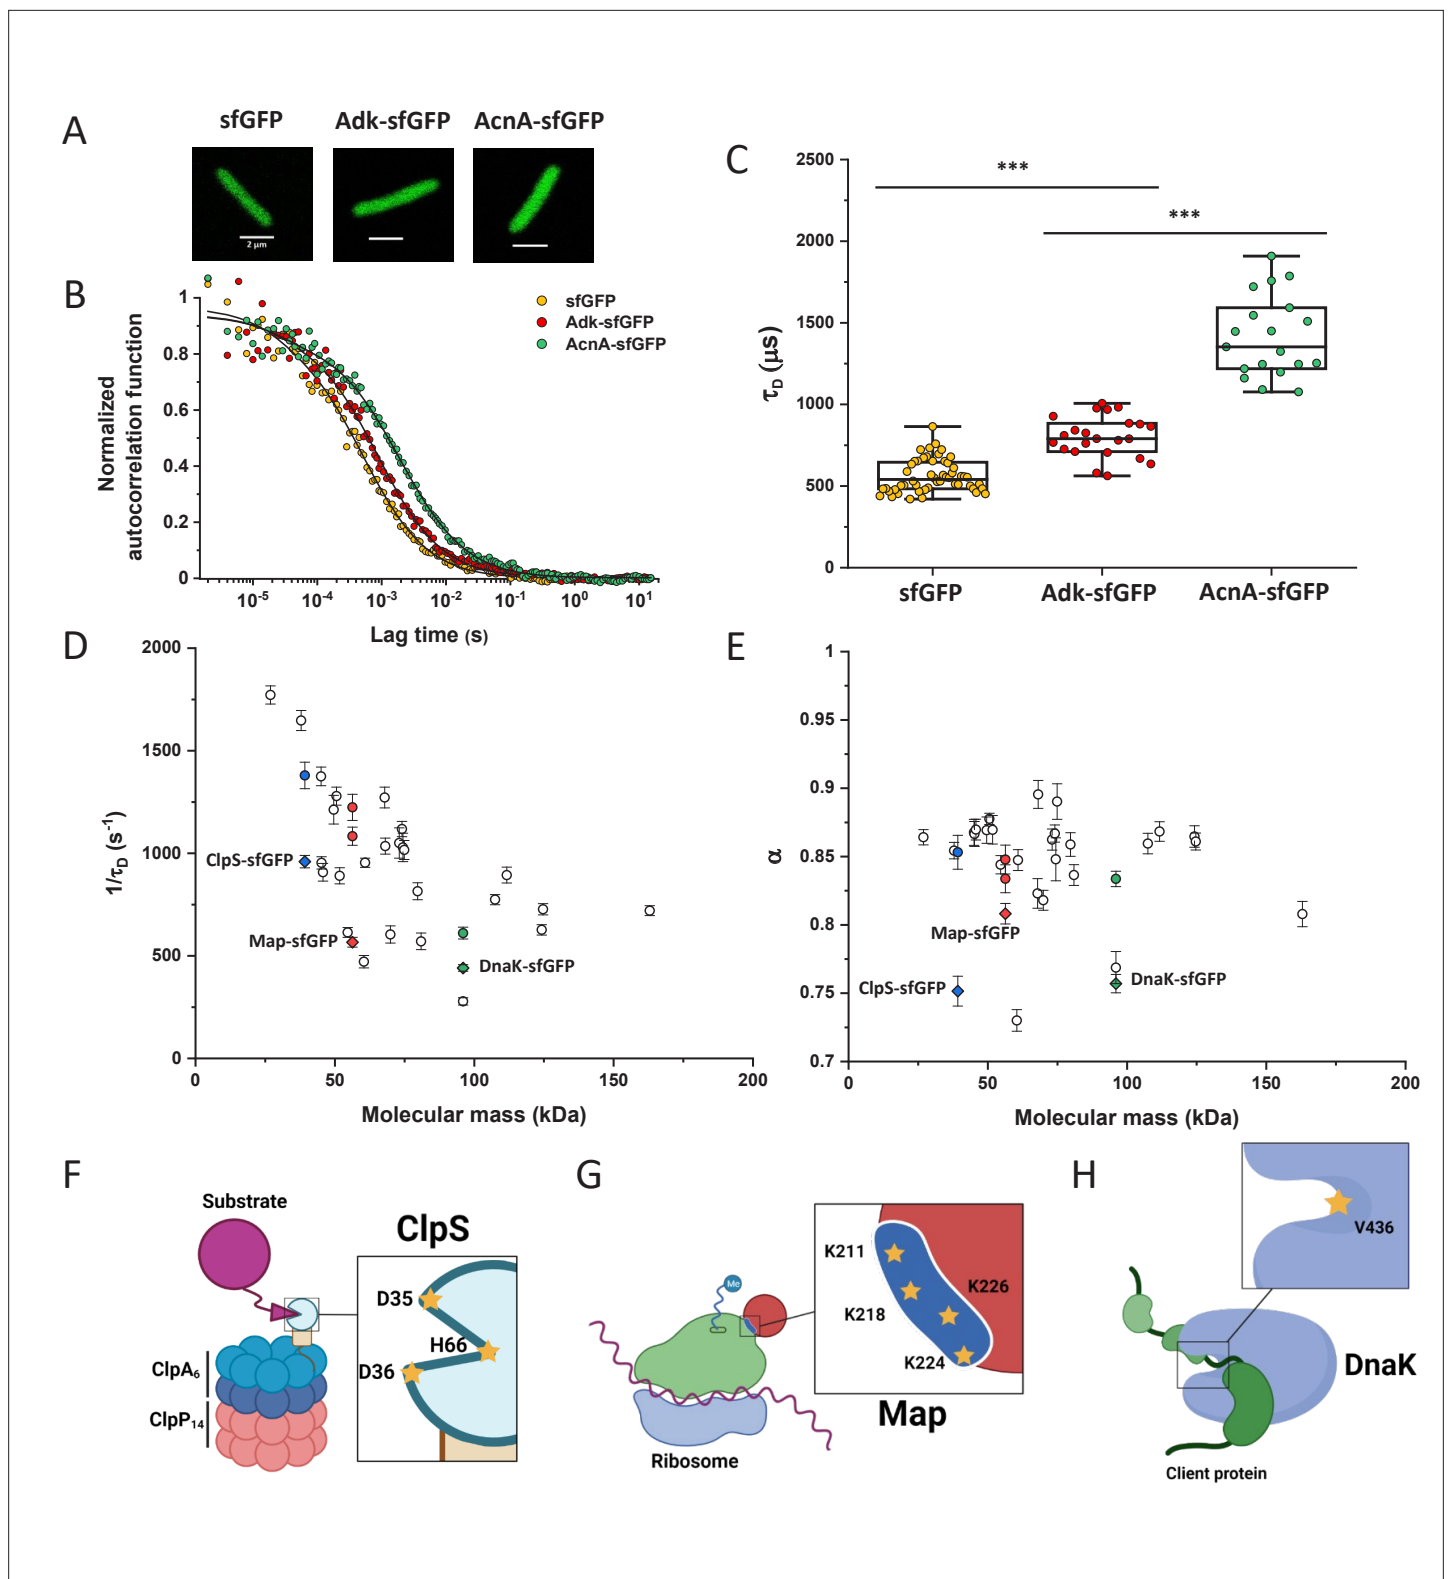 A
sfGFP
Adk-sfGFP
AcnA-sfGFP
2 μm
B
1
0.8
0.6
0.4
0.2
0
Normalized
autocorrelation function
sfGFP
Adk-sfGFP
AcnA-sfGFP
10-5
10-4
10-3
10-2
10-1
100
101
Lag time (s)
C
2500
2000
1500
1000
500
0
τD (μs)
***
***
sfGFP
Adk-sfGFP
AcnA-sfGFP
D
2000
1500
1000
500
0
1/τD (s-1)
ClpS-sfGFP
Map-sfGFP
DnaK-sfGFP
0
50
100
150
200
Molecular mass (kDa)
E
1
0.95
0.9
0.85
0.8
0.75
0.7
α
Map-sfGFP
ClpS-sfGFP
DnaK-sfGFP
0
50
100
150
200
Molecular mass (kDa)
F
Substrate
ClpS
D35
H66
D36
ClpA6
ClpP14
G
Me
K211
K226
K218
K224
Map
Ribosome
H
V436
DnaK
Client protein